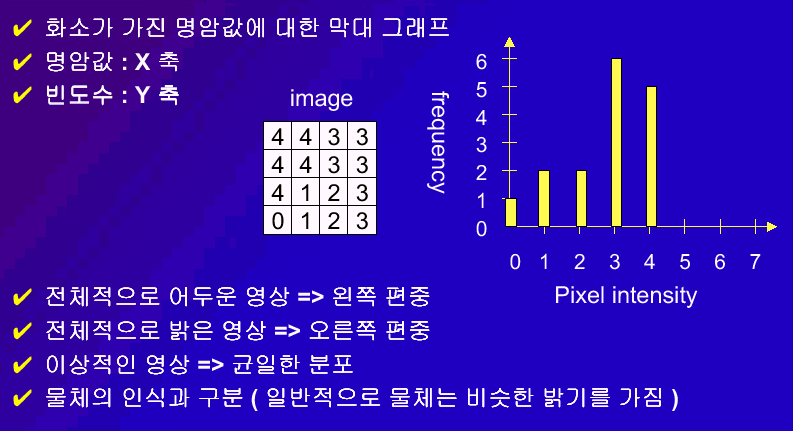 화소가 가진 명암값에 대한 막대 그래프
명암값 : X 축
빈도수 : Y 축
image
4 4 3 3
4 4 3 3
4 1 2 3
0 1 2 3
frequency
6
5
4
3
2
1
0
0 1 2 3 4 5 6 7
Pixel intensity
전체적으로 어두운 영상 => 왼쪽 편중
전체적으로 밝은 영상 => 오른쪽 편중
이상적인 영상 => 균일한 분포
물체의 인식과 구분 ( 일반적으로 물체는 비슷한 밝기를 가짐 )